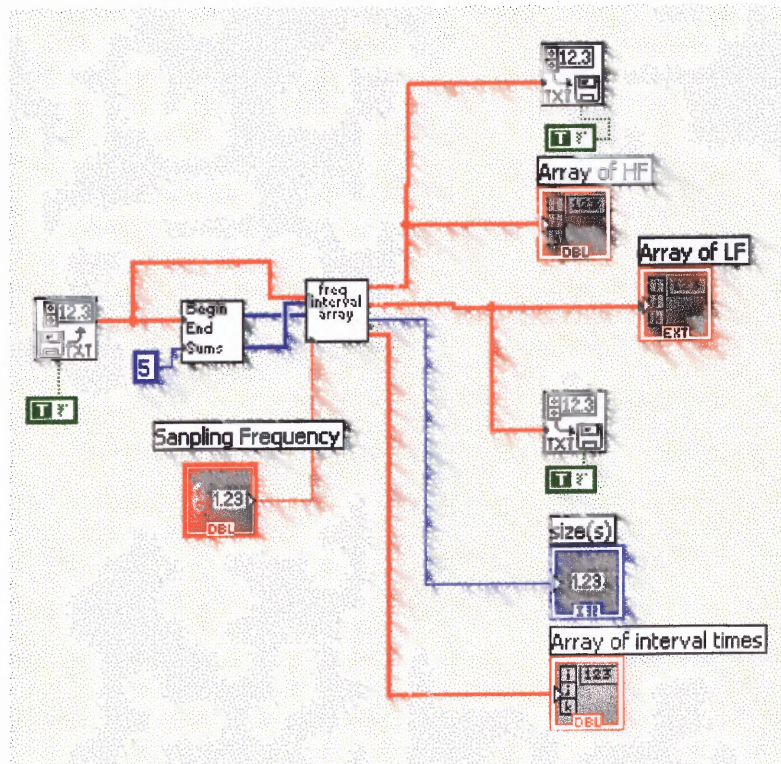 12.3
TXT
T
Array of HF
123
DBL
Array of LF
EXT
freq
interval
array
12.3
TXT
Begin
End
Sums
5
T
Sanpling Frequency
1.23
DBL
12.3
TXT
T
size(s)
1.23
I32
Array of interval times
i
j
k
123
DBL